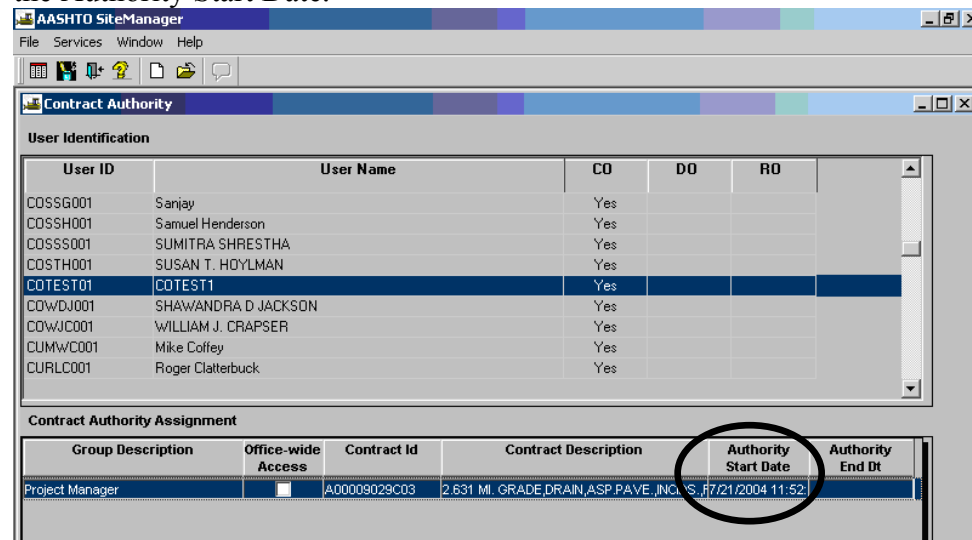 the Authority Start Date.
AASHTO SiteManager
File Services Window Help
Contract Authority
User Identification
User ID User Name CO DO RO
COSSG001 Sanjay Yes
COSSH001 Samuel Henderson Yes
COSSS001 SUMITRA SHRESTHA Yes
COSTH001 SUSAN T. HOYLMAN Yes
COTEST01 COTEST1 Yes
COWDJ001 SHAWANDRA D JACKSON Yes
COWJC001 WILLIAM J. CRAPSER Yes
CUMWC001 Mike Coffey Yes
CURLC001 Roger Clatterbuck Yes
Contract Authority Assignment
Group Description Office-wide Access Contract Id Contract Description Authority Start Date Authority End Dt
Project Manager A00009029C03 2.631 MI. GRADE,DRAIN,ASP.PAVE., 7/21/2004 11:52: